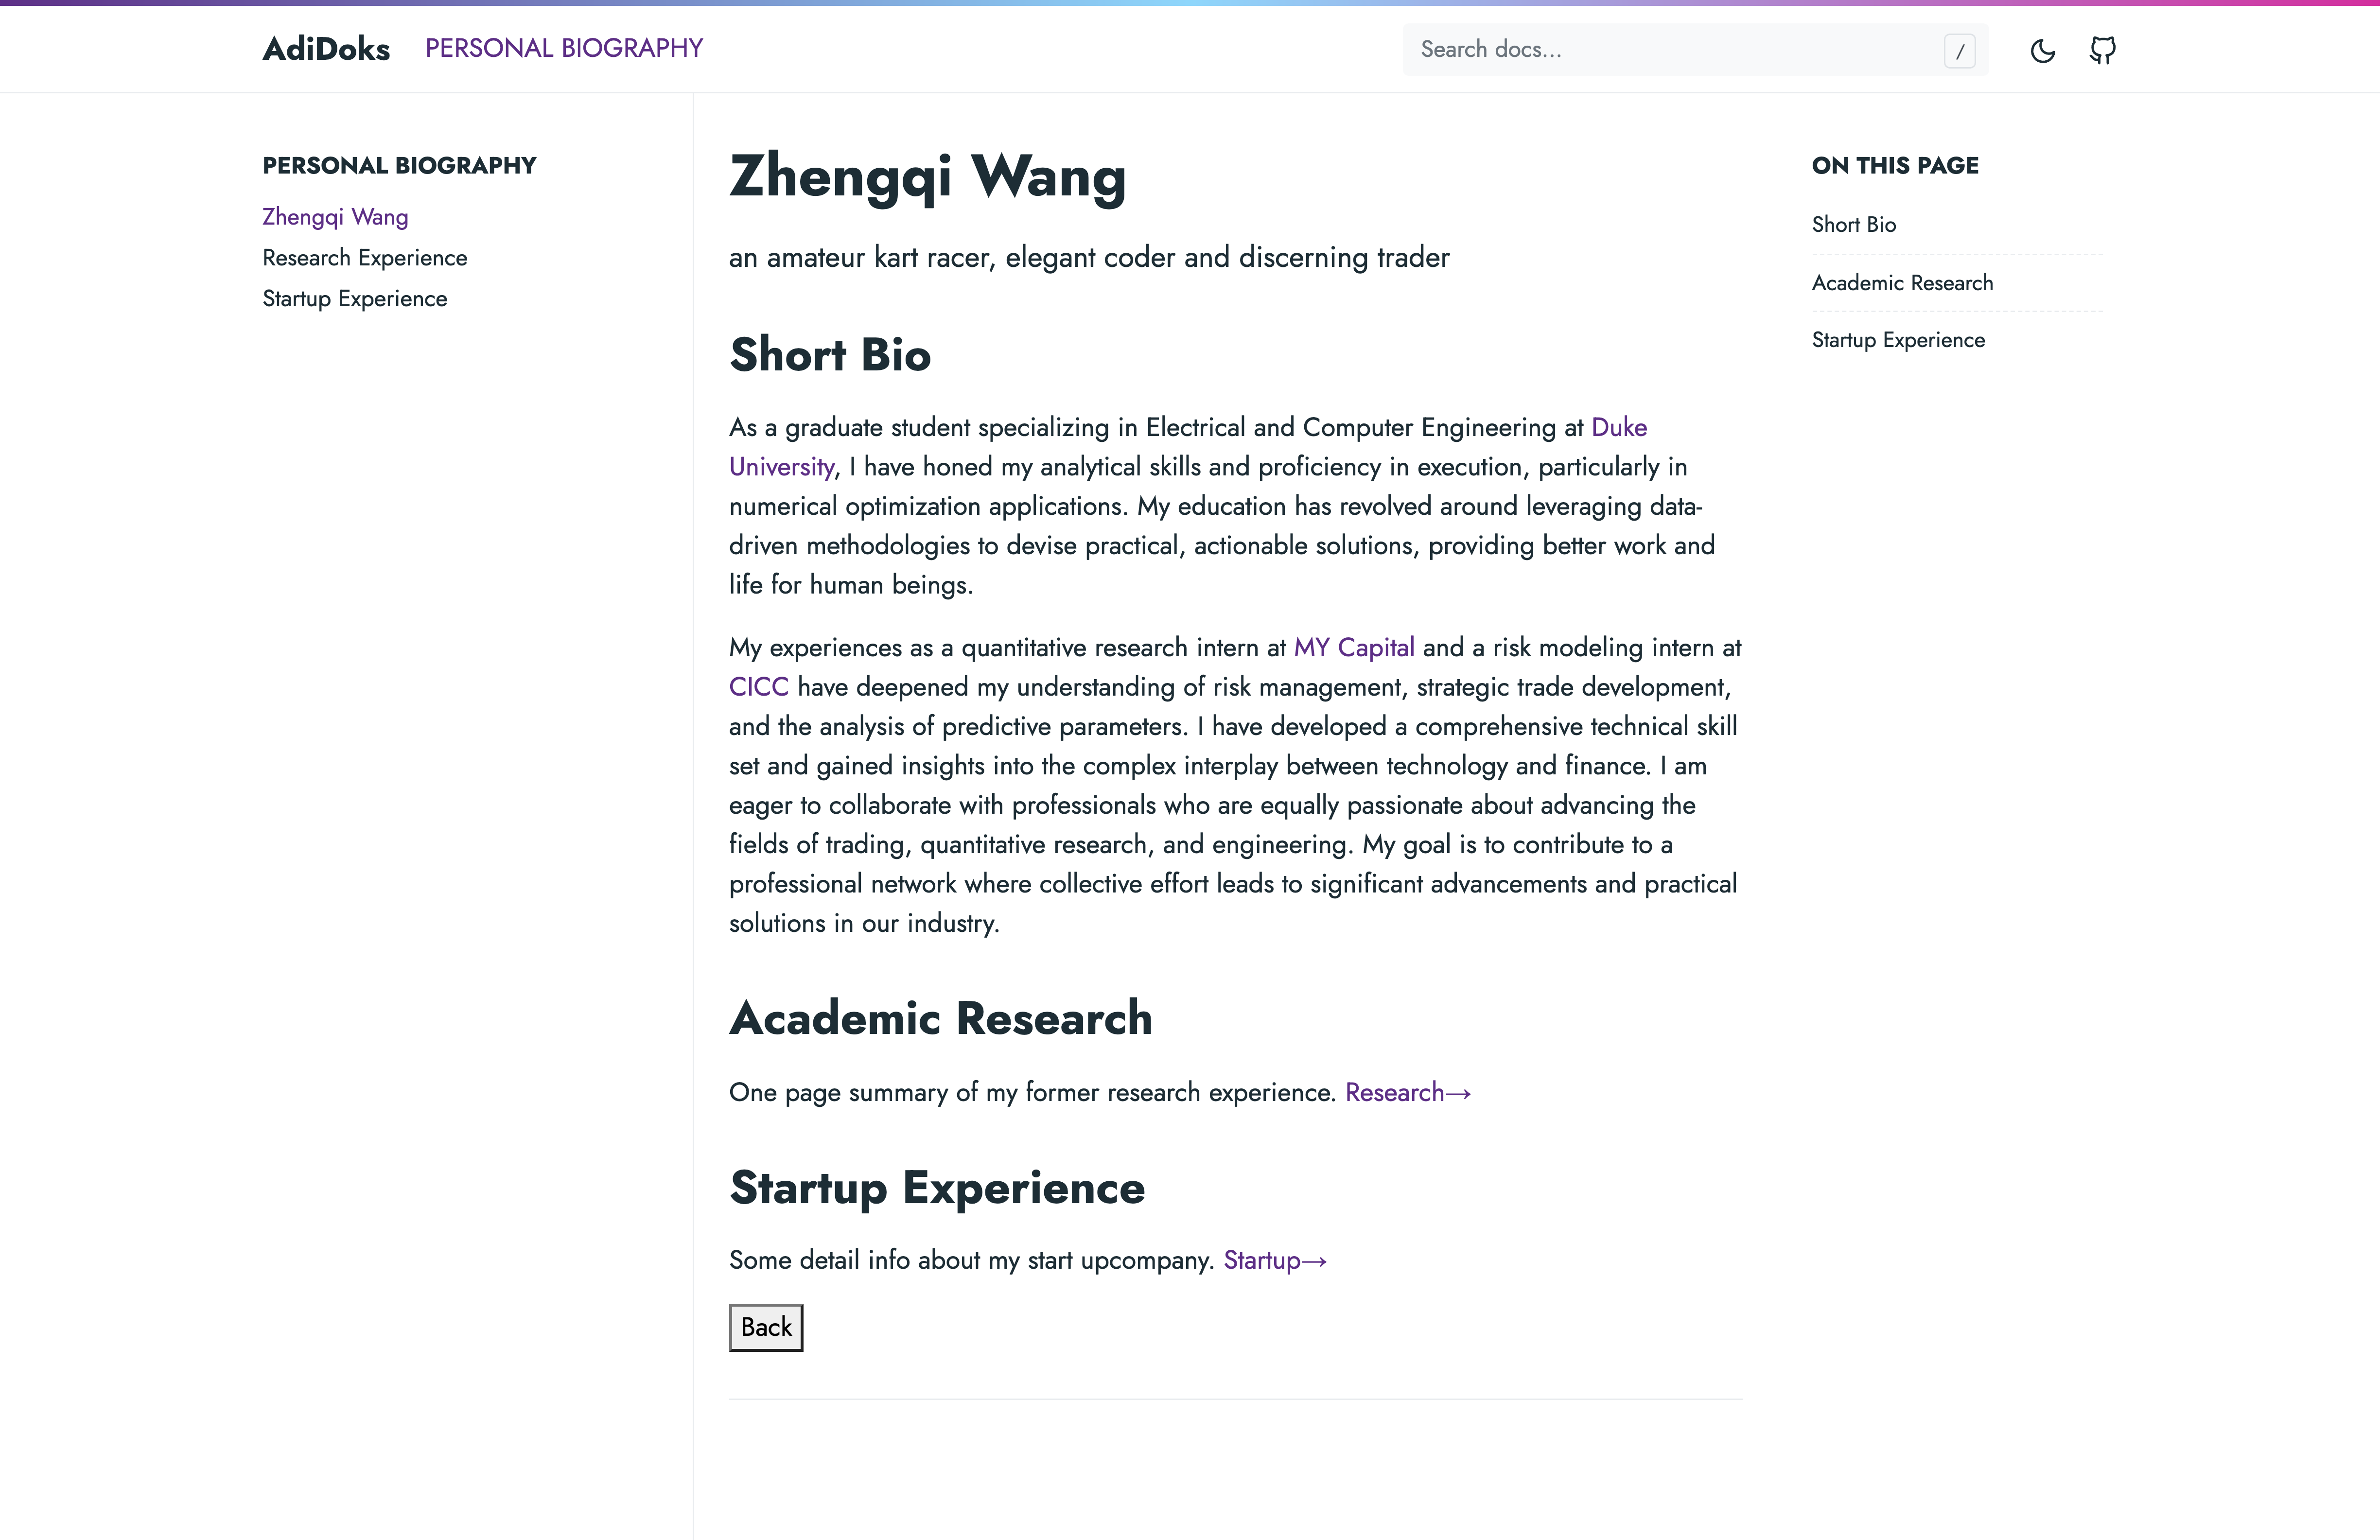 AdiDoks
PERSONAL BIOGRAPHY
Search docs...
/
PERSONAL BIOGRAPHY
Zhengqi Wang
Research Experience
Startup Experience
Zhengqi Wang
an amateur kart racer, elegant coder and discerning trader
Short Bio
As a graduate student specializing in Electrical and Computer Engineering at Duke
University, I have honed my analytical skills and proficiency in execution, particularly in
numerical optimization applications. My education has revolved around leveraging data-
driven methodologies to devise practical, actionable solutions, providing better work and
life for human beings.
My experiences as a quantitative research intern at MY Capital and a risk modeling intern at
CICC have deepened my understanding of risk management, strategic trade development,
and the analysis of predictive parameters. I have developed a comprehensive technical skill
set and gained insights into the complex interplay between technology and finance. I am
eager to collaborate with professionals who are equally passionate about advancing the
fields of trading, quantitative research, and engineering. My goal is to contribute to a
professional network where collective effort leads to significant advancements and practical
solutions in our industry.
Academic Research
One page summary of my former research experience. Research→
Startup Experience
Some detail info about my start upcompany. Startup→
Back
ON THIS PAGE
Short Bio
Academic Research
Startup Experience